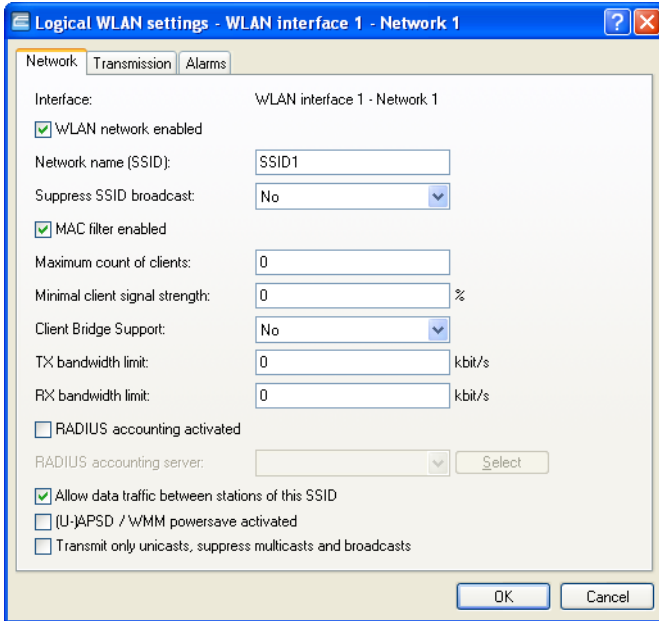 Logical WLAN settings - WLAN interface 1 - Network 1
Network Transmission Alarms
Interface: WLAN interface 1 - Network 1
WLAN network enabled
Network name (SSID): SSID1
Suppress SSID broadcast: No
MAC filter enabled
Maximum count of clients: 0
Minimal client signal strength: 0 %
Client Bridge Support: No
TX bandwidth limit: 0 kbit/s
RX bandwidth limit: 0 kbit/s
RADIUS accounting activated
RADIUS accounting server: Select
Allow data traffic between stations of this SSID
(U-)APSD / WMM powersave activated
Transmit only unicasts, suppress multicasts and broadcasts
OK Cancel